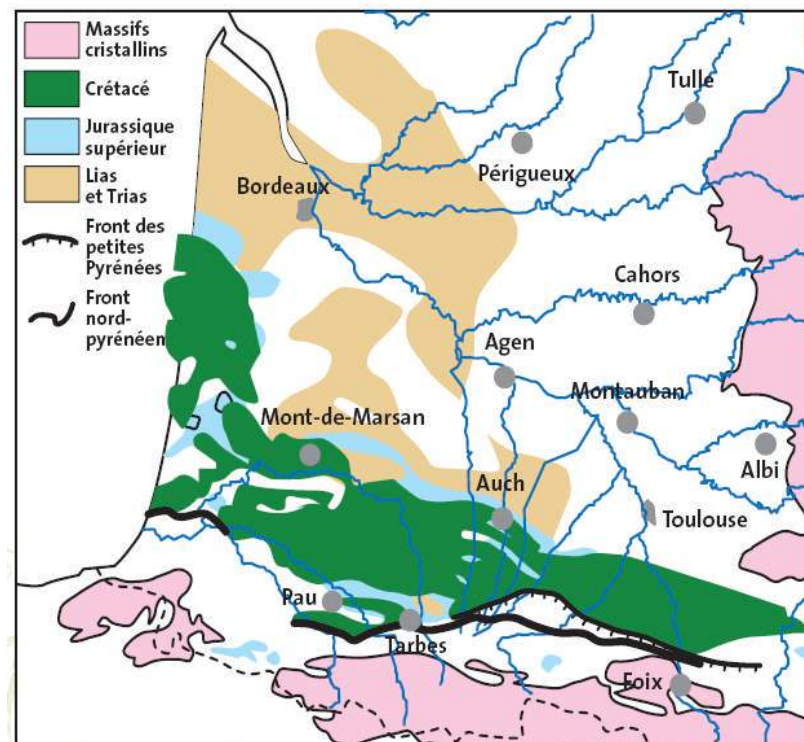 Massifs
cristallins
Crétacé
Jurassique
supérieur
Lias
et Trias
Front des
petites
Pyrénées
Front
nord-
pyrénéen
Tulle
Périgueux
Bordeaux
Cahors
Agen
Montauban
Mont-de-Marsan
Albi
Auch
Toulouse
Pau
Tarbes
Foix